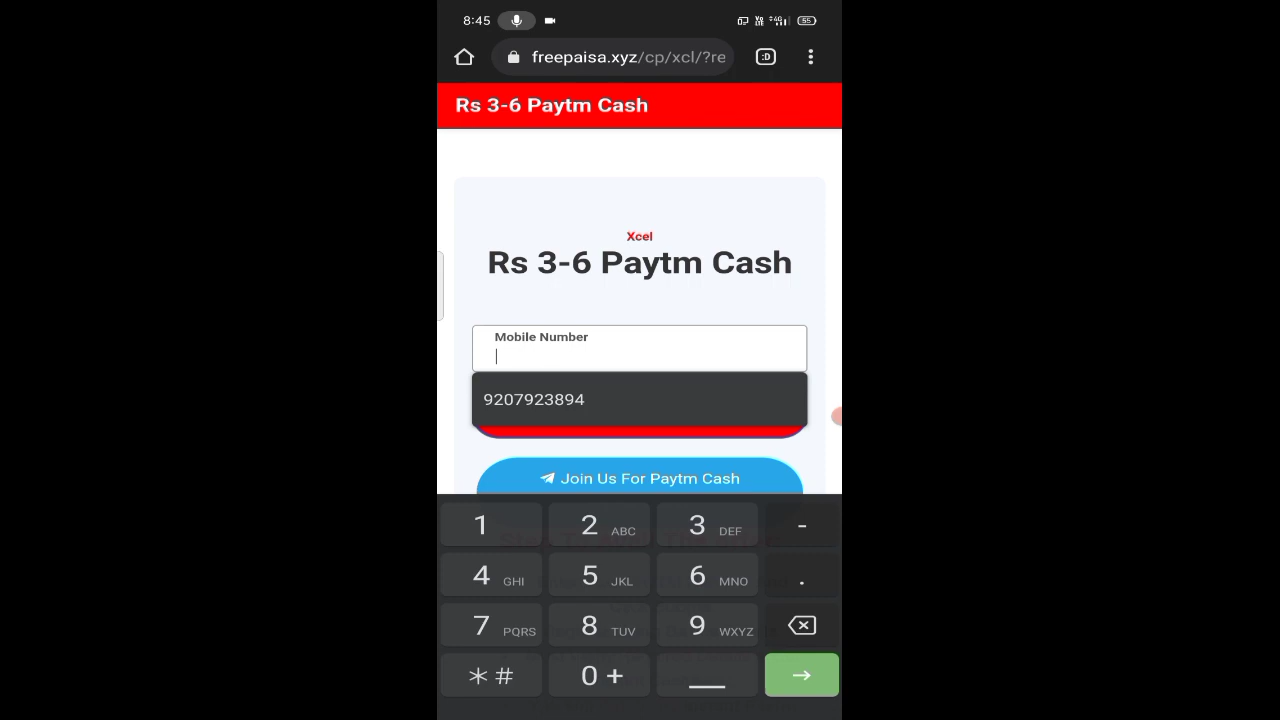 8:45
55
freepaisa.xyz/cp/xcl/?re
:D
Rs 3-6 Paytm Cash
Xcel
Rs 3-6 Paytm Cash
Mobile Number
9207923894
Join Us For Paytm Cash
1 2 ABC 3 DEF -
4 GHI 5 JKL 6 MNO .
7 PQRS 8 TUV 9 WXYZ
* # 0 +